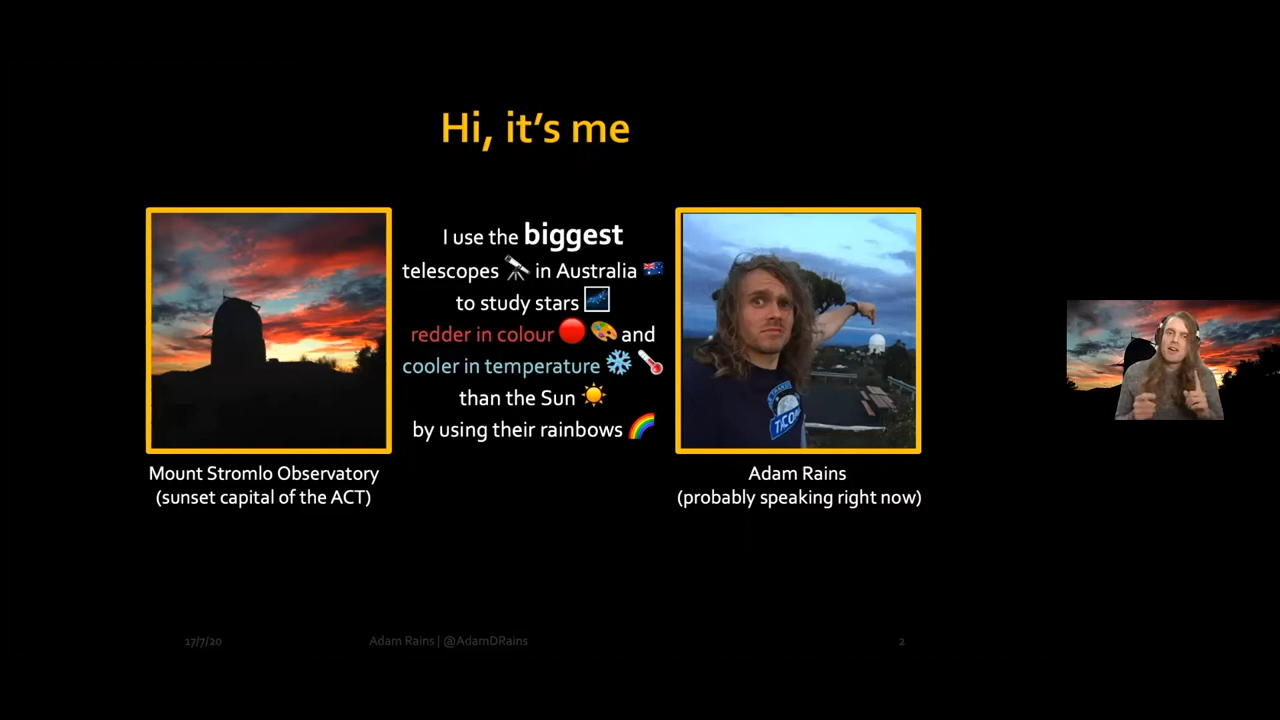 Hi, it's me
I use the biggest
telescopes 🔭 in Australia 🇦🇺
to study stars 🌌
redder in colour 🔴 🎨 and
cooler in temperature ❄️ 🌡️
than the Sun ☀️
by using their rainbows 🌈
TACOMA
Mount Stromlo Observatory
(sunset capital of the ACT)
Adam Rains
(probably speaking right now)
17/7/20
Adam Rains | @AdamDRains
2